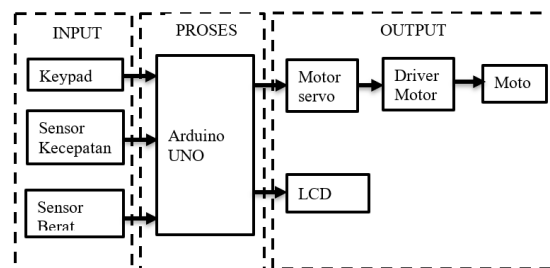 INPUT
PROSES
OUTPUT
Keypad
Sensor
Kecepatan
Sensor
Berat
Arduino
UNO
Motor
servo
Driver
Motor
Moto
LCD